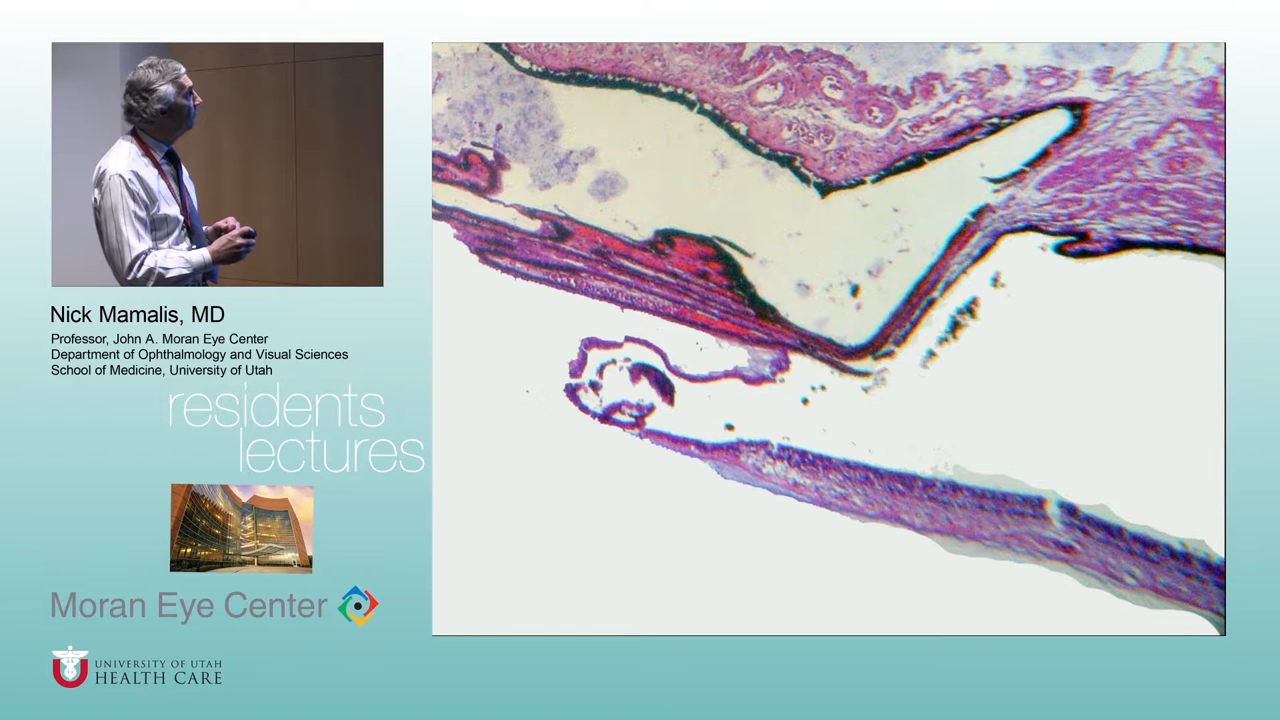 Nick Mamalis, MD
Professor, John A. Moran Eye Center
Department of Ophthalmology and Visual Sciences
School of Medicine, University of Utah
residents
lectures
Moran Eye Center
U
UNIVERSITY OF UTAH
HEALTH CARE